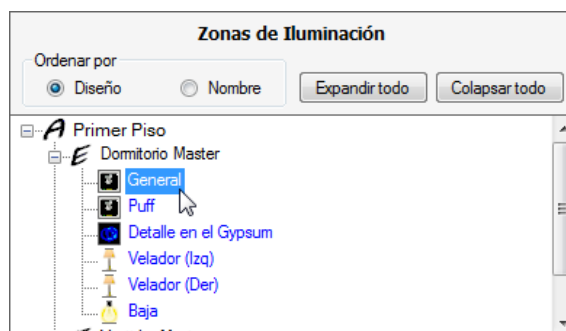 Zonas de Iluminación
Ordenar por
Diseño Nombre Expandir todo Colapsar todo
A Primer Piso
E Dormitorio Master
General
Puff
Detalle en el Gypsum
Velador (Izq)
Velador (Der)
Baja